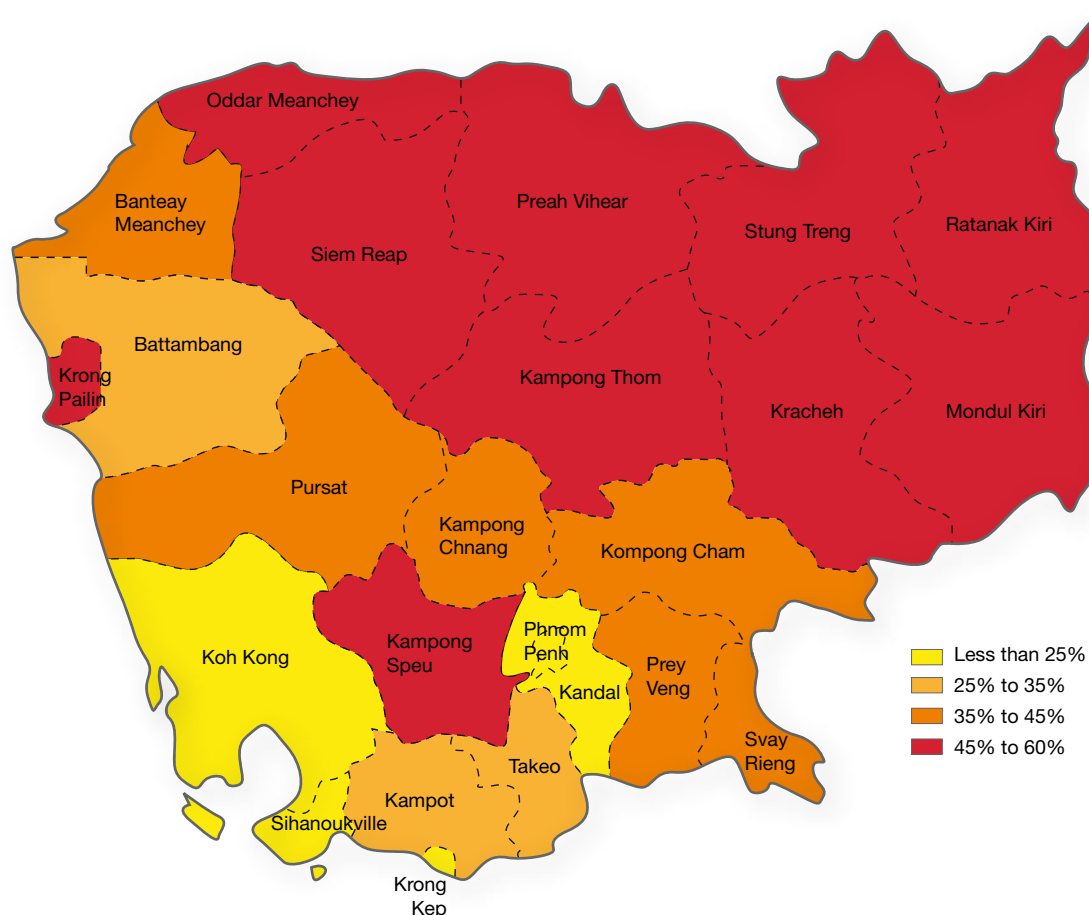 Oddar Meanchey
Banteay
Meanchey
Preah Vihear
Stung Treng
Ratanak Kiri
Siem Reap
Battambang
Krong
Pailin
Kampong Thom
Kracheh
Mondul Kiri
Pursat
Kampong
Chnang
Kompong Cham
Koh Kong
Kampong
Speu
Phnom
Penh
Kandal
Prey
Veng
Svay
Rieng
Takeo
Kampot
Sihanoukville
Krong
Kep
Less than 25%
25% to 35%
35% to 45%
45% to 60%